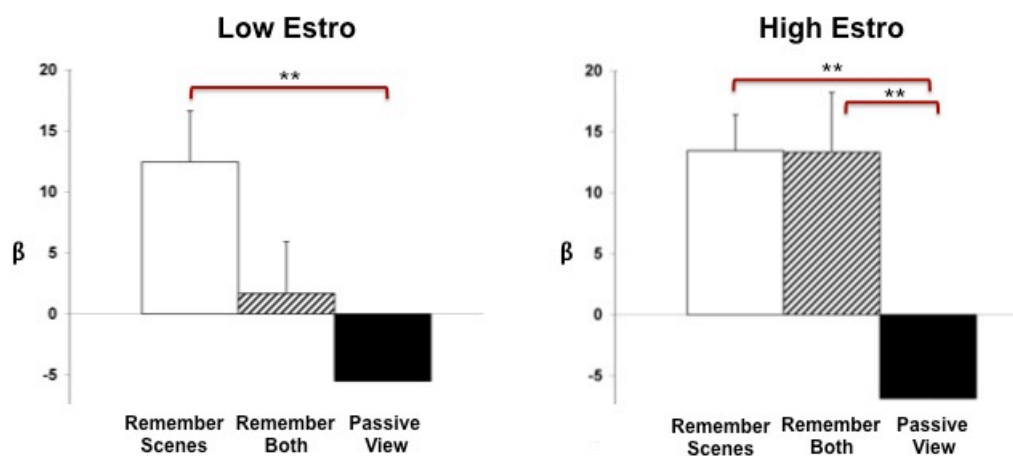 Low Estro
20
**
15
10
β
5
0
-5
Remember Scenes
Remember Both
Passive View
High Estro
20
**
**
15
10
β
5
0
-5
Remember Scenes
Remember Both
Passive View